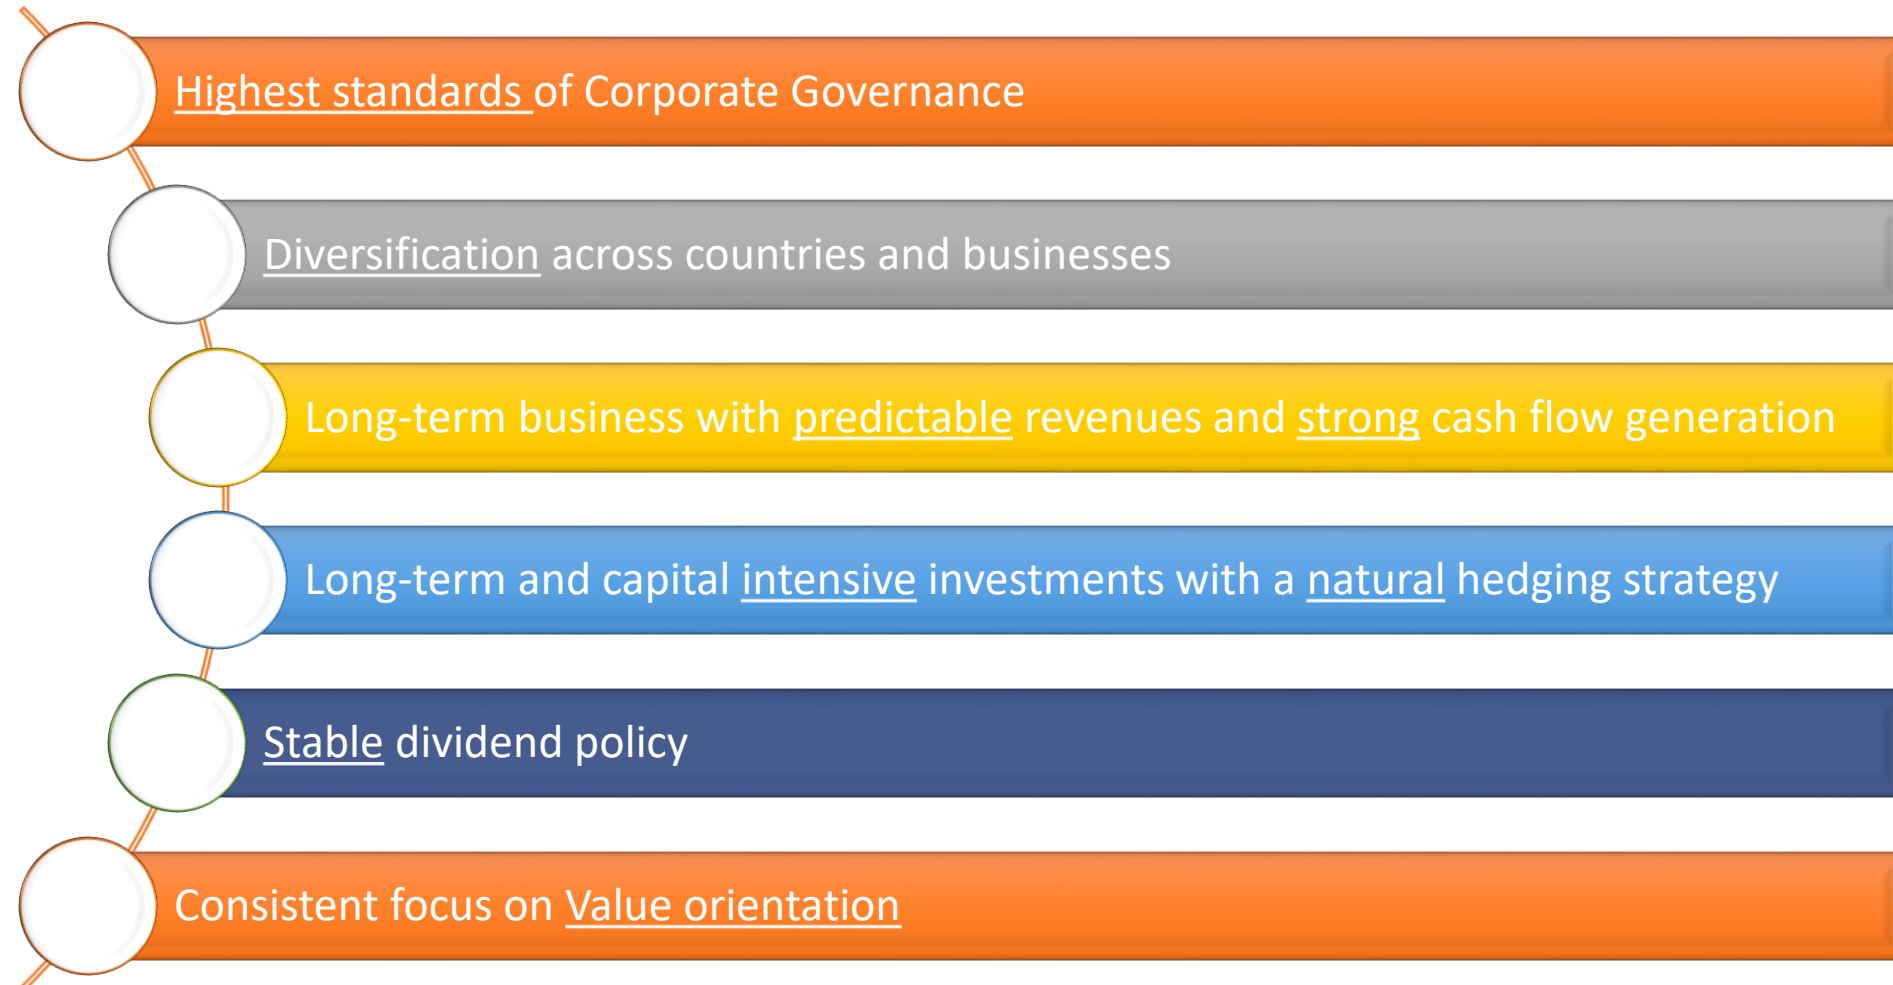 Highest standards of Corporate Governance
Diversification across countries and businesses
Long-term business with predictable revenues and strong cash flow generation
Long-term and capital intensive investments with a natural hedging strategy
Stable dividend policy
Consistent focus on Value orientation